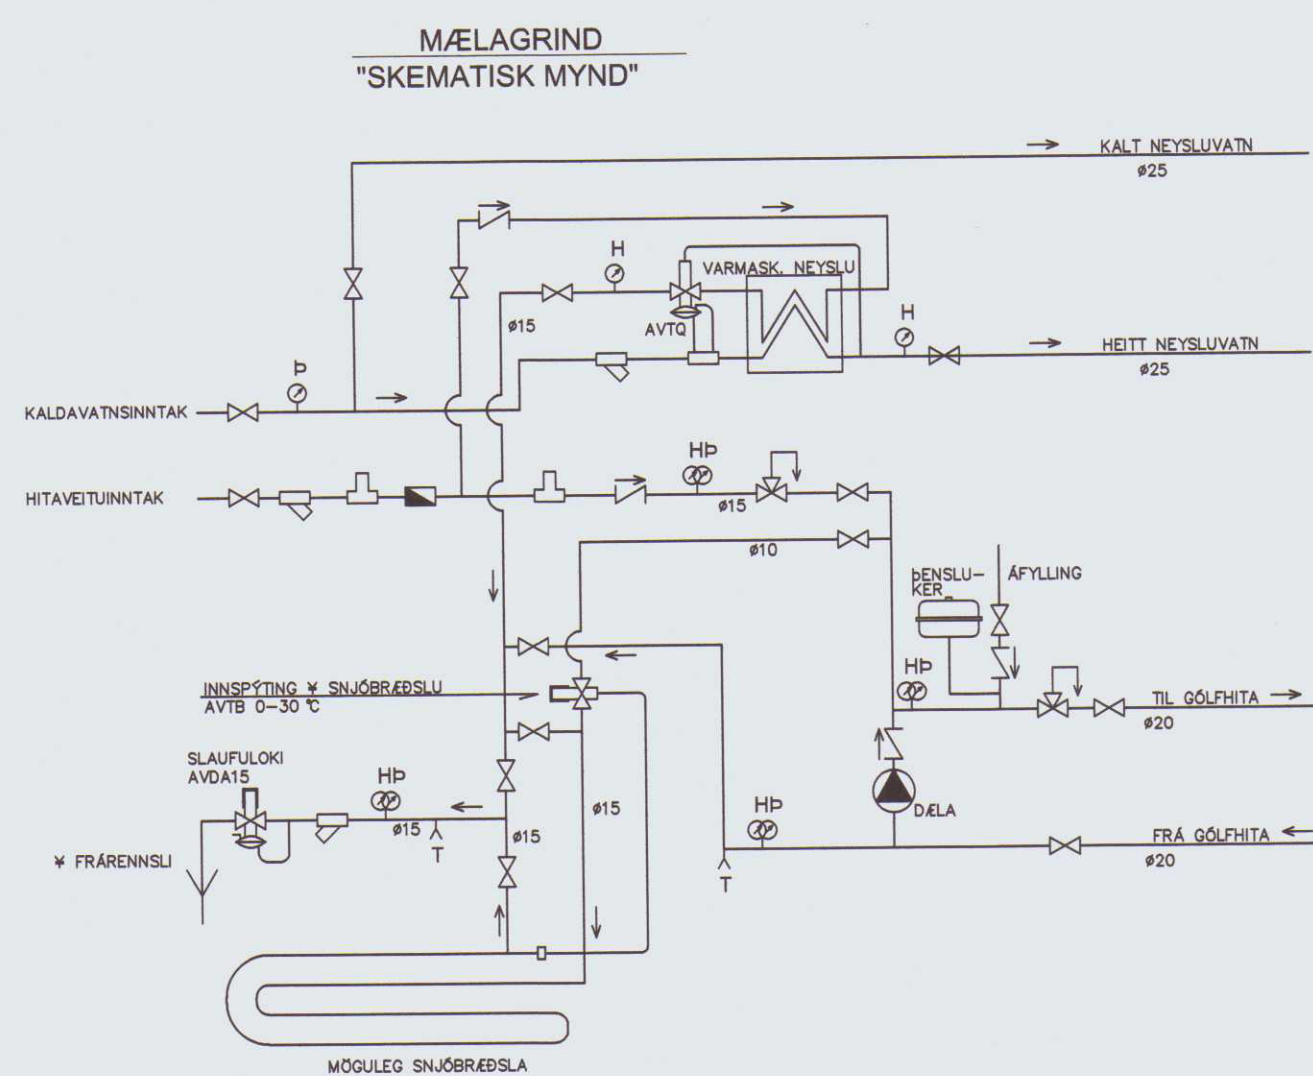 MÆLAGRIND
"SKEMATISK MYND"
KALT NEYSLUVATN
ø25
H
VARMASK. NEYSLU
ø15
AVTQ
H
HEITT NEYSLUVATN
ø25
Þ
KALDAVATNSINNTAK
HÞ
HITAVEITUINNTAK
ø15
ø10
ÞENSLU-
KER
ÁFYLLING
HÞ
INNSPÝTING ¥ SNJÓBRÆÐSLU
AVTB 0-30 °C
TIL GÓLFHITA
ø20
SLAUFULOKI
AVDA15
HÞ
ø15
T
ø15
ø15
HÞ
DÆLA
FRÁ GÓLFHITA
ø20
T
¥ FRÁRENNSLI
MÖGULEG SNJÓBRÆÐSLA